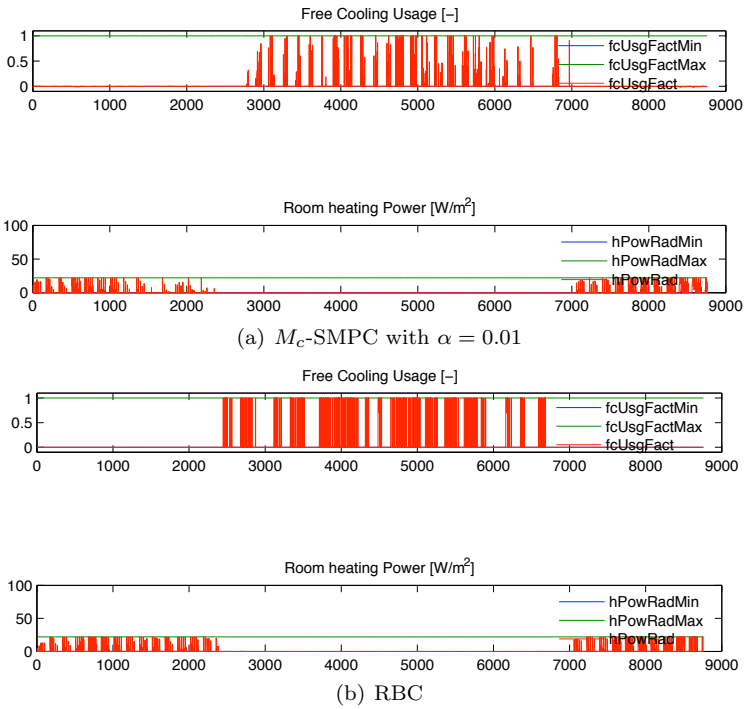 Free Cooling Usage [–]
1
0.5
0
fcUsgFactMin
fcUsgFactMax
fcUsgFact
0 1000 2000 3000 4000 5000 6000 7000 8000 9000
Room heating Power [W/m²]
100
50
0
hPowRadMin
hPowRadMax
hPowRad
0 1000 2000 3000 4000 5000 6000 7000 8000 9000
(a) Mc-SMPC with α = 0.01
Free Cooling Usage [–]
1
0.5
0
fcUsgFactMin
fcUsgFactMax
fcUsgFact
0 1000 2000 3000 4000 5000 6000 7000 8000 9000
Room heating Power [W/m²]
100
50
0
hPowRadMin
hPowRadMax
hPowRad
0 1000 2000 3000 4000 5000 6000 7000 8000 9000
(b) RBC